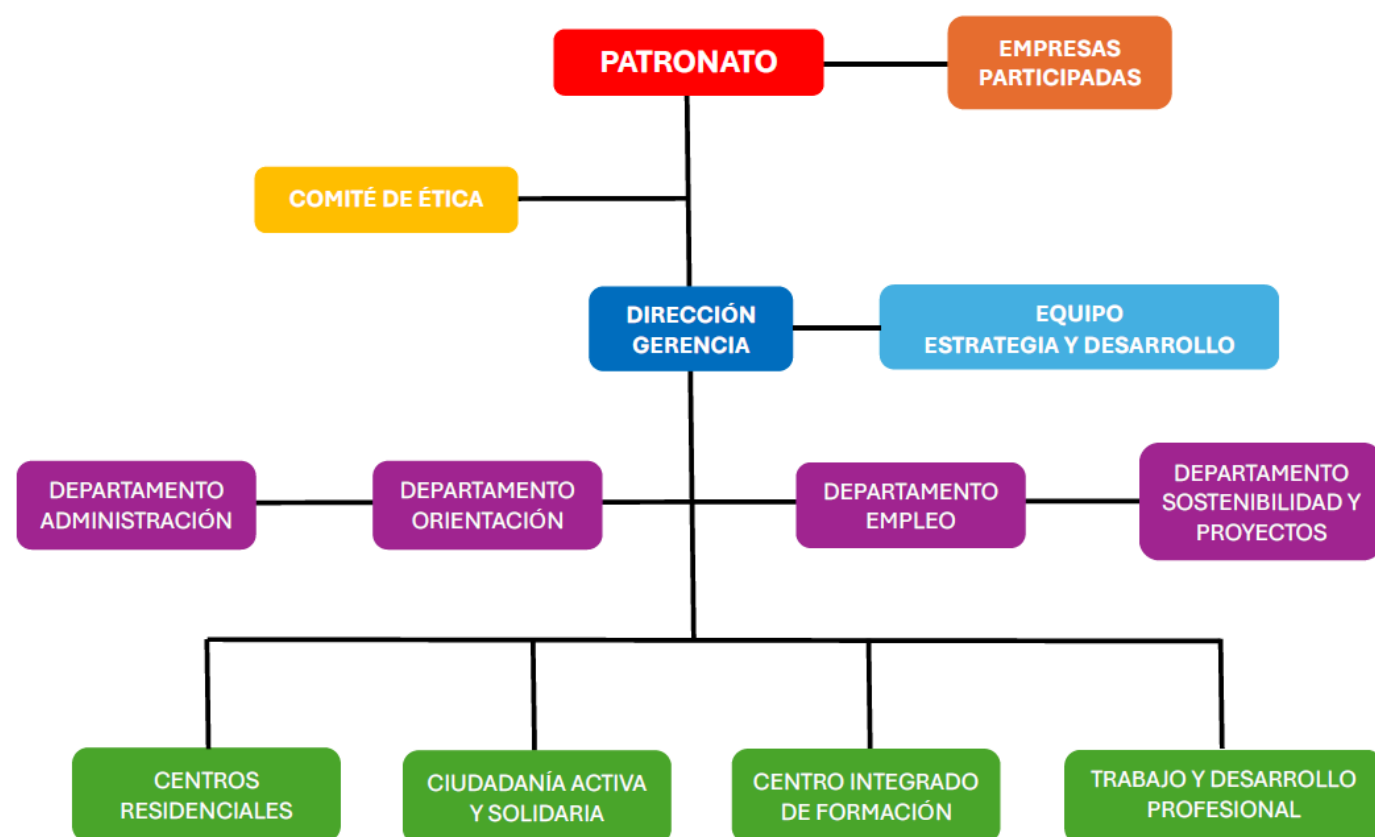 PATRONATO
EMPRESAS
PARTICIPADAS
COMITÉ DE ÉTICA
DIRECCIÓN
GERENCIA
EQUIPO
ESTRATEGIA Y DESARROLLO
DEPARTAMENTO
ADMINISTRACIÓN
DEPARTAMENTO
ORIENTACIÓN
DEPARTAMENTO
EMPLEO
DEPARTAMENTO
SOSTENIBILIDAD Y
PROYECTOS
CENTROS
RESIDENCIALES
CIUDADANÍA ACTIVA
Y SOLIDARIA
CENTRO INTEGRADO
DE FORMACIÓN
TRABAJO Y DESARROLLO
PROFESIONAL